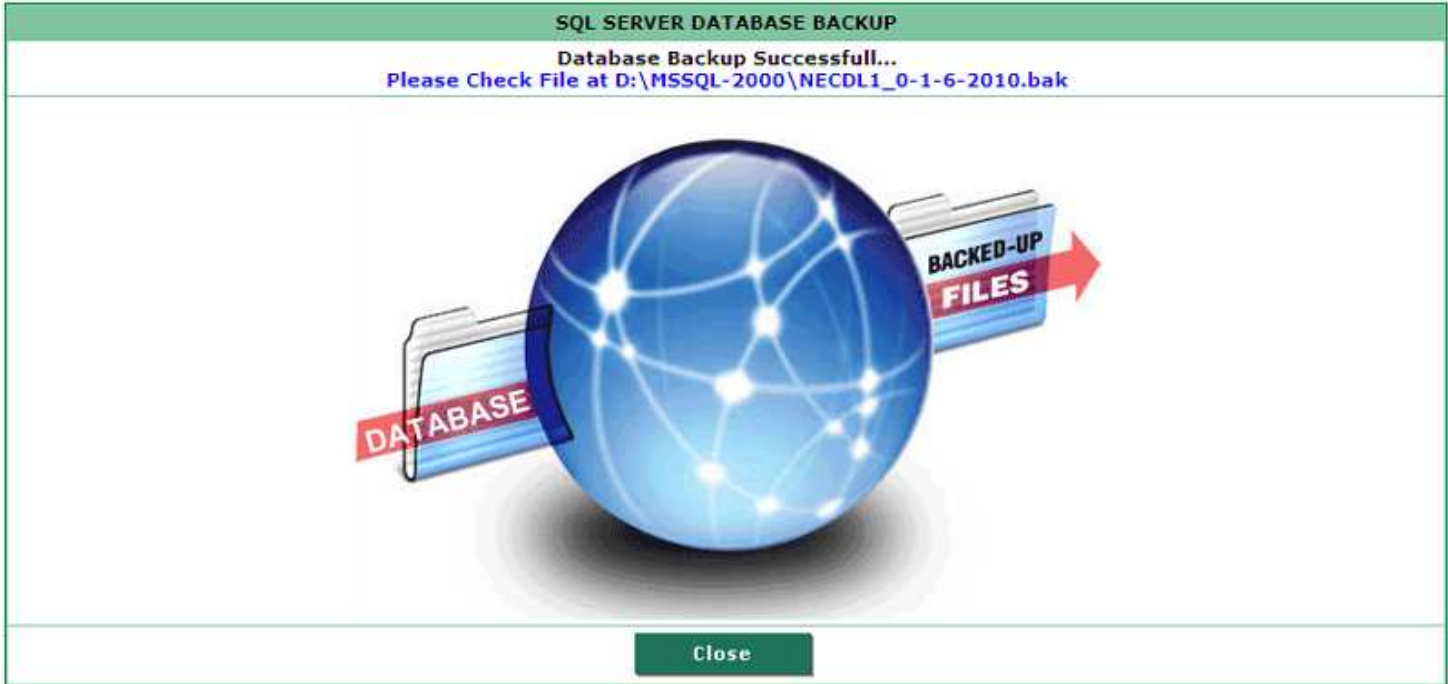 SQL SERVER DATABASE BACKUP
Database Backup Successfull...
Please Check File at D:\MSSQL-2000\NECDL1_0-1-6-2010.bak
BACKED-UP
FILES
DATABASE
Close